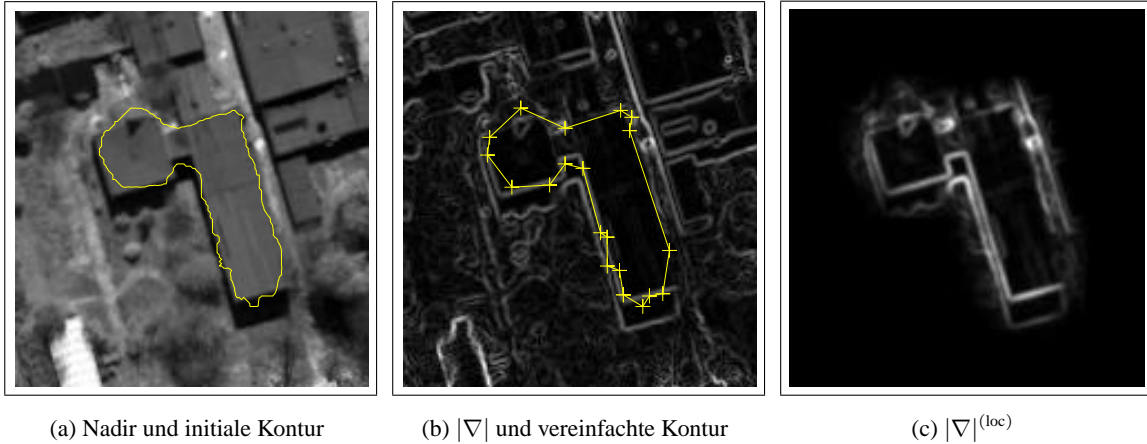 (a) Nadir und initiale Kontur
(b) |∇| und vereinfachte Kontur
(c) |∇|^(loc)